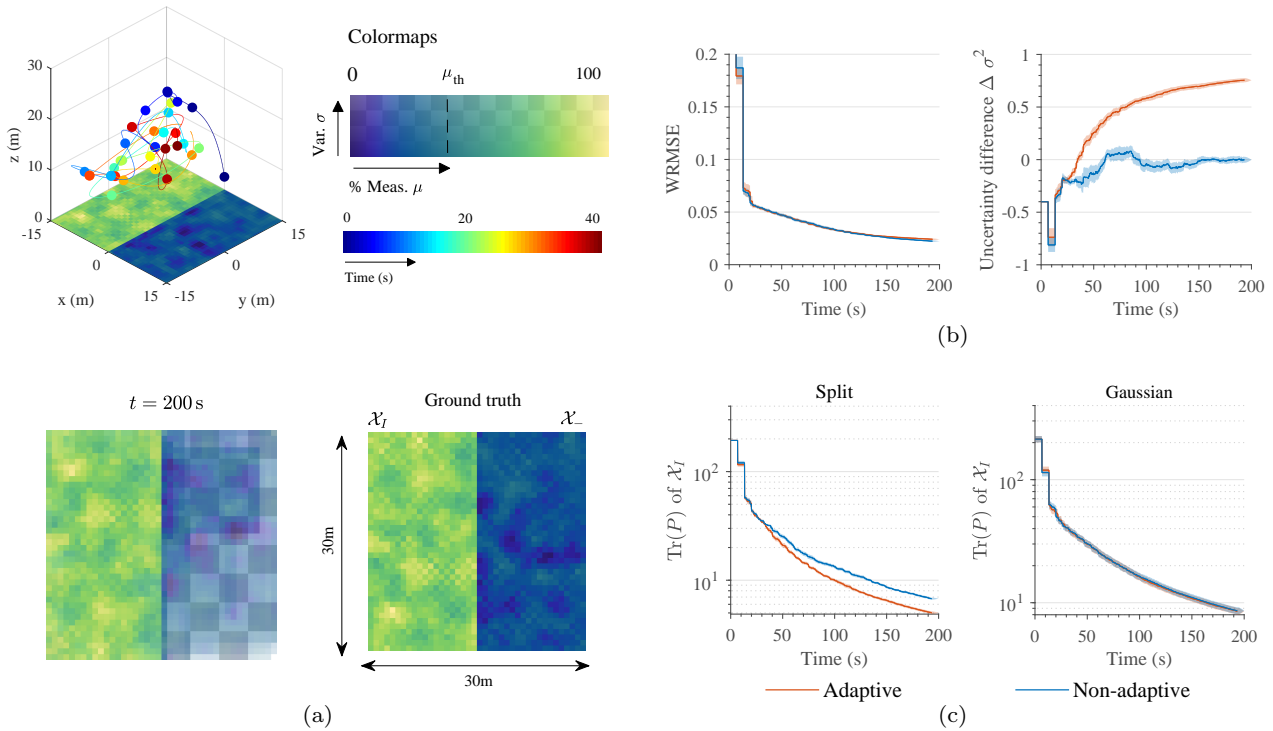 30
20
10
0
z (m)
-15
0
15
x (m)
-15
0
15
y (m)
Colormaps
0
μth
100
Var. σ
% Meas. μ
0
20
40
Time (s)
t = 200 s
Ground truth
𝒳I
𝒳−
30m
30m
(a)
0.2
0.15
0.1
0.05
0
WRMSE
0
50
100
150
200
Time (s)
1
0.5
0
-0.5
-1
Uncertainty difference Δ σ²
0
50
100
150
200
Time (s)
(b)
Split
10²
10¹
Tr(P) of 𝒳I
0
50
100
150
200
Time (s)
Gaussian
10²
10¹
Tr(P) of 𝒳I
0
50
100
150
200
Time (s)
Adaptive
Non-adaptive
(c)